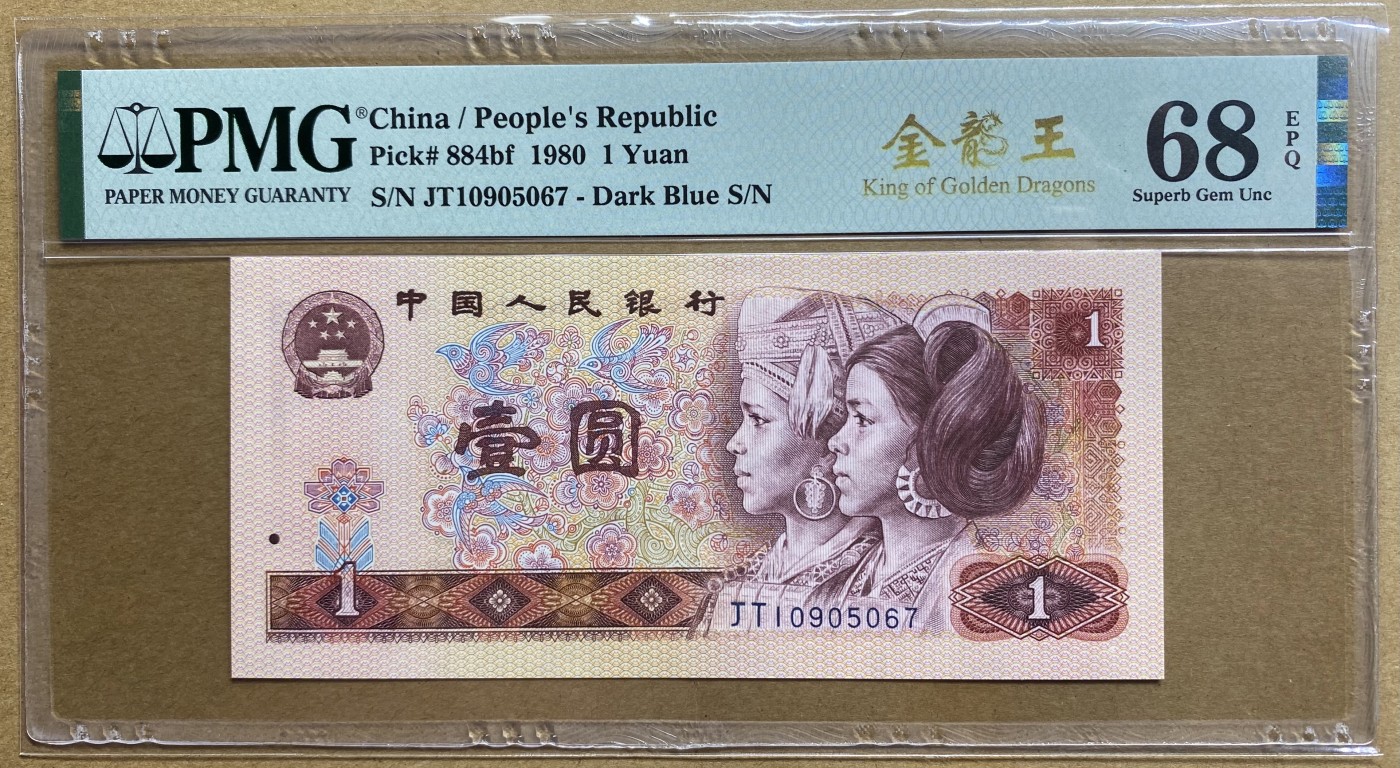 PMG®
PAPER MONEY GUARANTY
China / People's Republic
Pick# 884bf 1980 1 Yuan
S/N JT10905067 - Dark Blue S/N
金龍王
King of Golden Dragons
68
EPQ
Superb Gem Unc
中国人民银行
1
壹圆
1
JT10905067
1